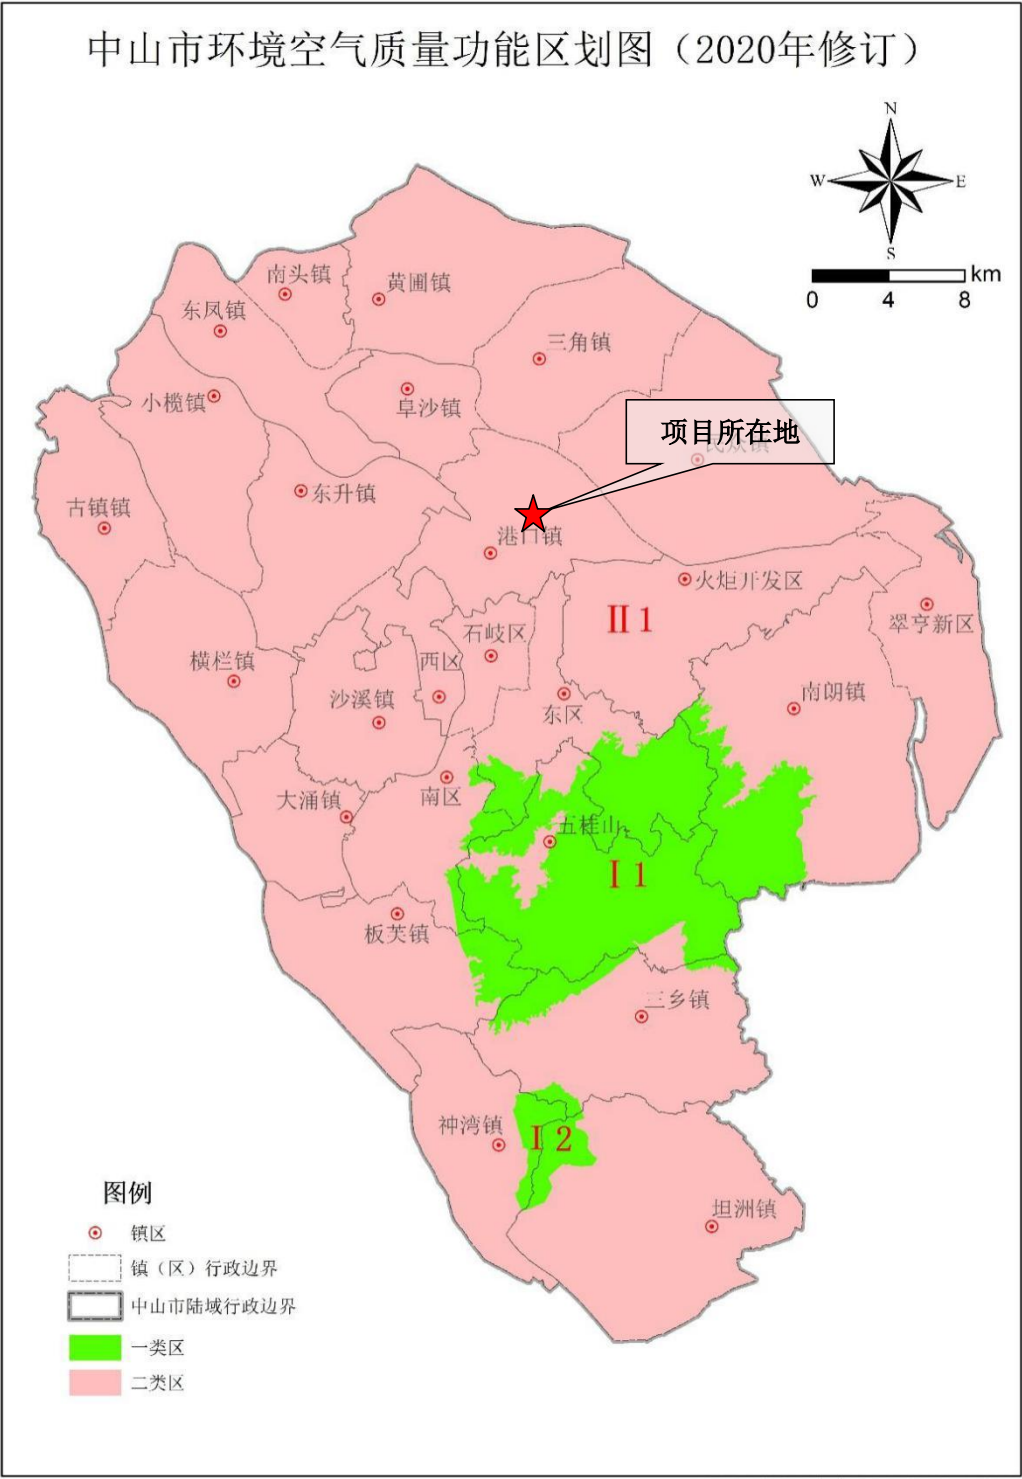 中山市环境空气质量功能区划图（2020年修订）
N
W
E
S
km
0 4 8
南头镇
黄圃镇
东凤镇
三角镇
小榄镇
阜沙镇
项目所在地
民众镇
东升镇
古镇镇
港口镇
火炬开发区
Ⅱ1
翠亨新区
石岐区
横栏镇
西区
沙溪镇
南朗镇
东区
南区
大涌镇
五桂山
Ⅰ1
板芙镇
三乡镇
神湾镇
Ⅰ2
坦洲镇
图例
镇区
镇（区）行政边界
中山市陆域行政边界
一类区
二类区